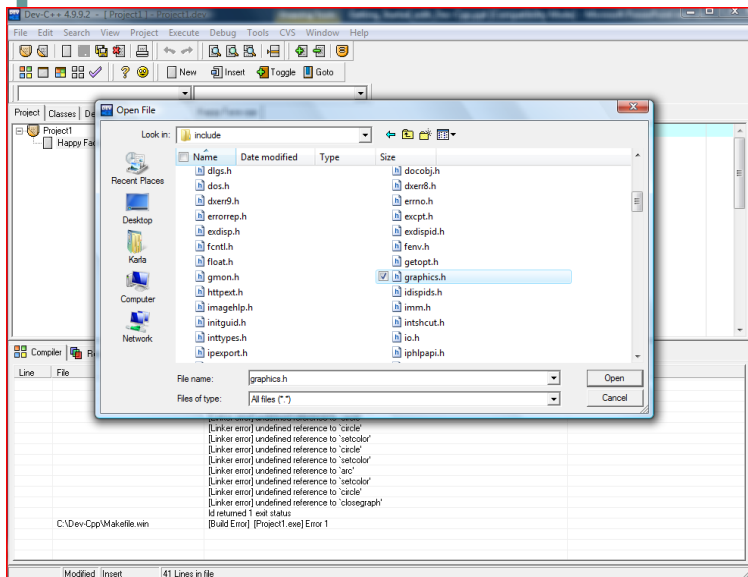 Dev-C++ 4.9.9.2 - [ Project1 ] - Project1.dev
File Edit Search View Project Execute Debug Tools CVS Window Help
New Insert Toggle Goto
Project Classes
Open File
Project1
Happy Fac
Look in: include
Name Date modified Type Size
Recent Places
Desktop
Karla
Computer
Network
dlgs.h docobj.h
dos.h dxerr8.h
dxerr9.h errno.h
errorrep.h excpt.h
exdisp.h exdispid.h
fcntl.h fenv.h
float.h getopt.h
gmon.h graphics.h
httpext.h idispids.h
imagehlp.h imm.h
initguid.h intshcut.h
inttypes.h io.h
ipexport.h iphlpapi.h
File name: graphics.h Open
Files of type: All files (*.*) Cancel
Compiler
Line File
[Linker error] undefined reference to `circle'
[Linker error] undefined reference to `setcolor'
[Linker error] undefined reference to `circle'
[Linker error] undefined reference to `setcolor'
[Linker error] undefined reference to `arc'
[Linker error] undefined reference to `setcolor'
[Linker error] undefined reference to `circle'
[Linker error] undefined reference to `closegraph'
ld returned 1 exit status
C:\Dev-Cpp\Makefile.win [Build Error] [Project1.exe] Error 1
Modified Insert 41 Lines in file